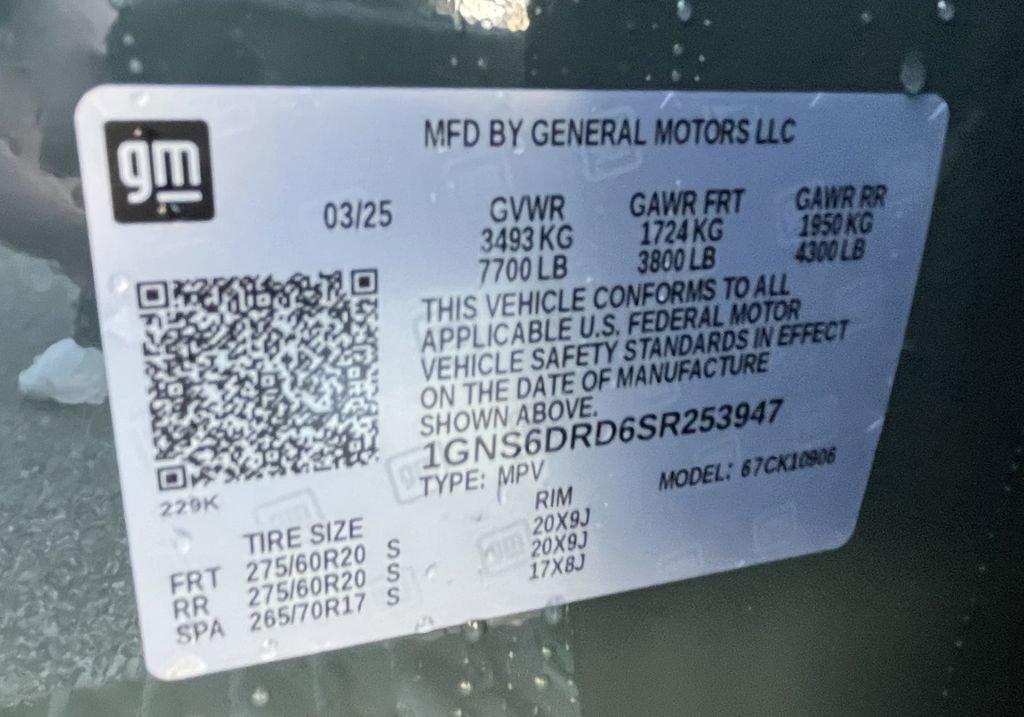 gm
MFD BY GENERAL MOTORS LLC
03/25
GVWR GAWR FRT GAWR RR
3493 KG 1724 KG 1950 KG
7700 LB 3800 LB 4300 LB
THIS VEHICLE CONFORMS TO ALL
APPLICABLE U.S. FEDERAL MOTOR
VEHICLE SAFETY STANDARDS IN EFFECT
ON THE DATE OF MANUFACTURE
SHOWN ABOVE.
1GNS6DRD6SR253947
TYPE: MPV MODEL: 67CK10906
229K
TIRE SIZE RIM
FRT 275/60R20 S 20X9J
RR 275/60R20 S 20X9J
SPA 265/70R17 S 17X8J